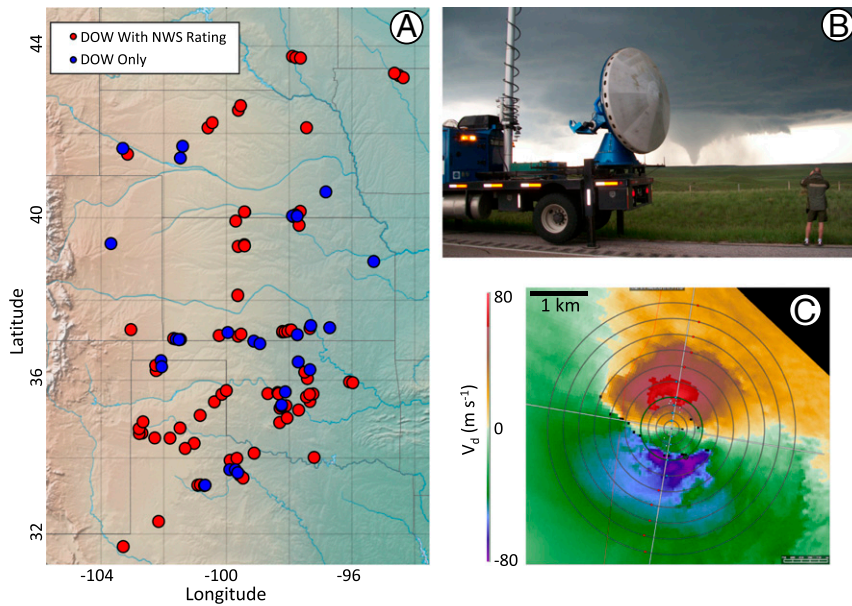 A
DOW With NWS Rating
DOW Only
44
40
36
32
Latitude
-104
-100
-96
Longitude
B
C
1 km
80
0
-80
V_d (m s⁻¹)